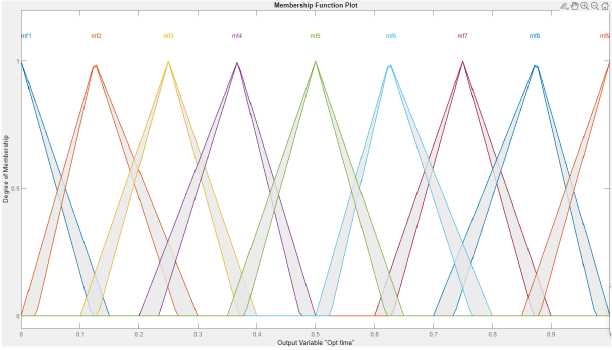 Membership Function Plot
mf1 mf2 mf3 mf4 mf5 mf6 mf7 mf8 mf9
1
Degree of Membership
0.5
0
0 0.1 0.2 0.3 0.4 0.5 0.6 0.7 0.8 0.9 1
Output Variable "Opt time"